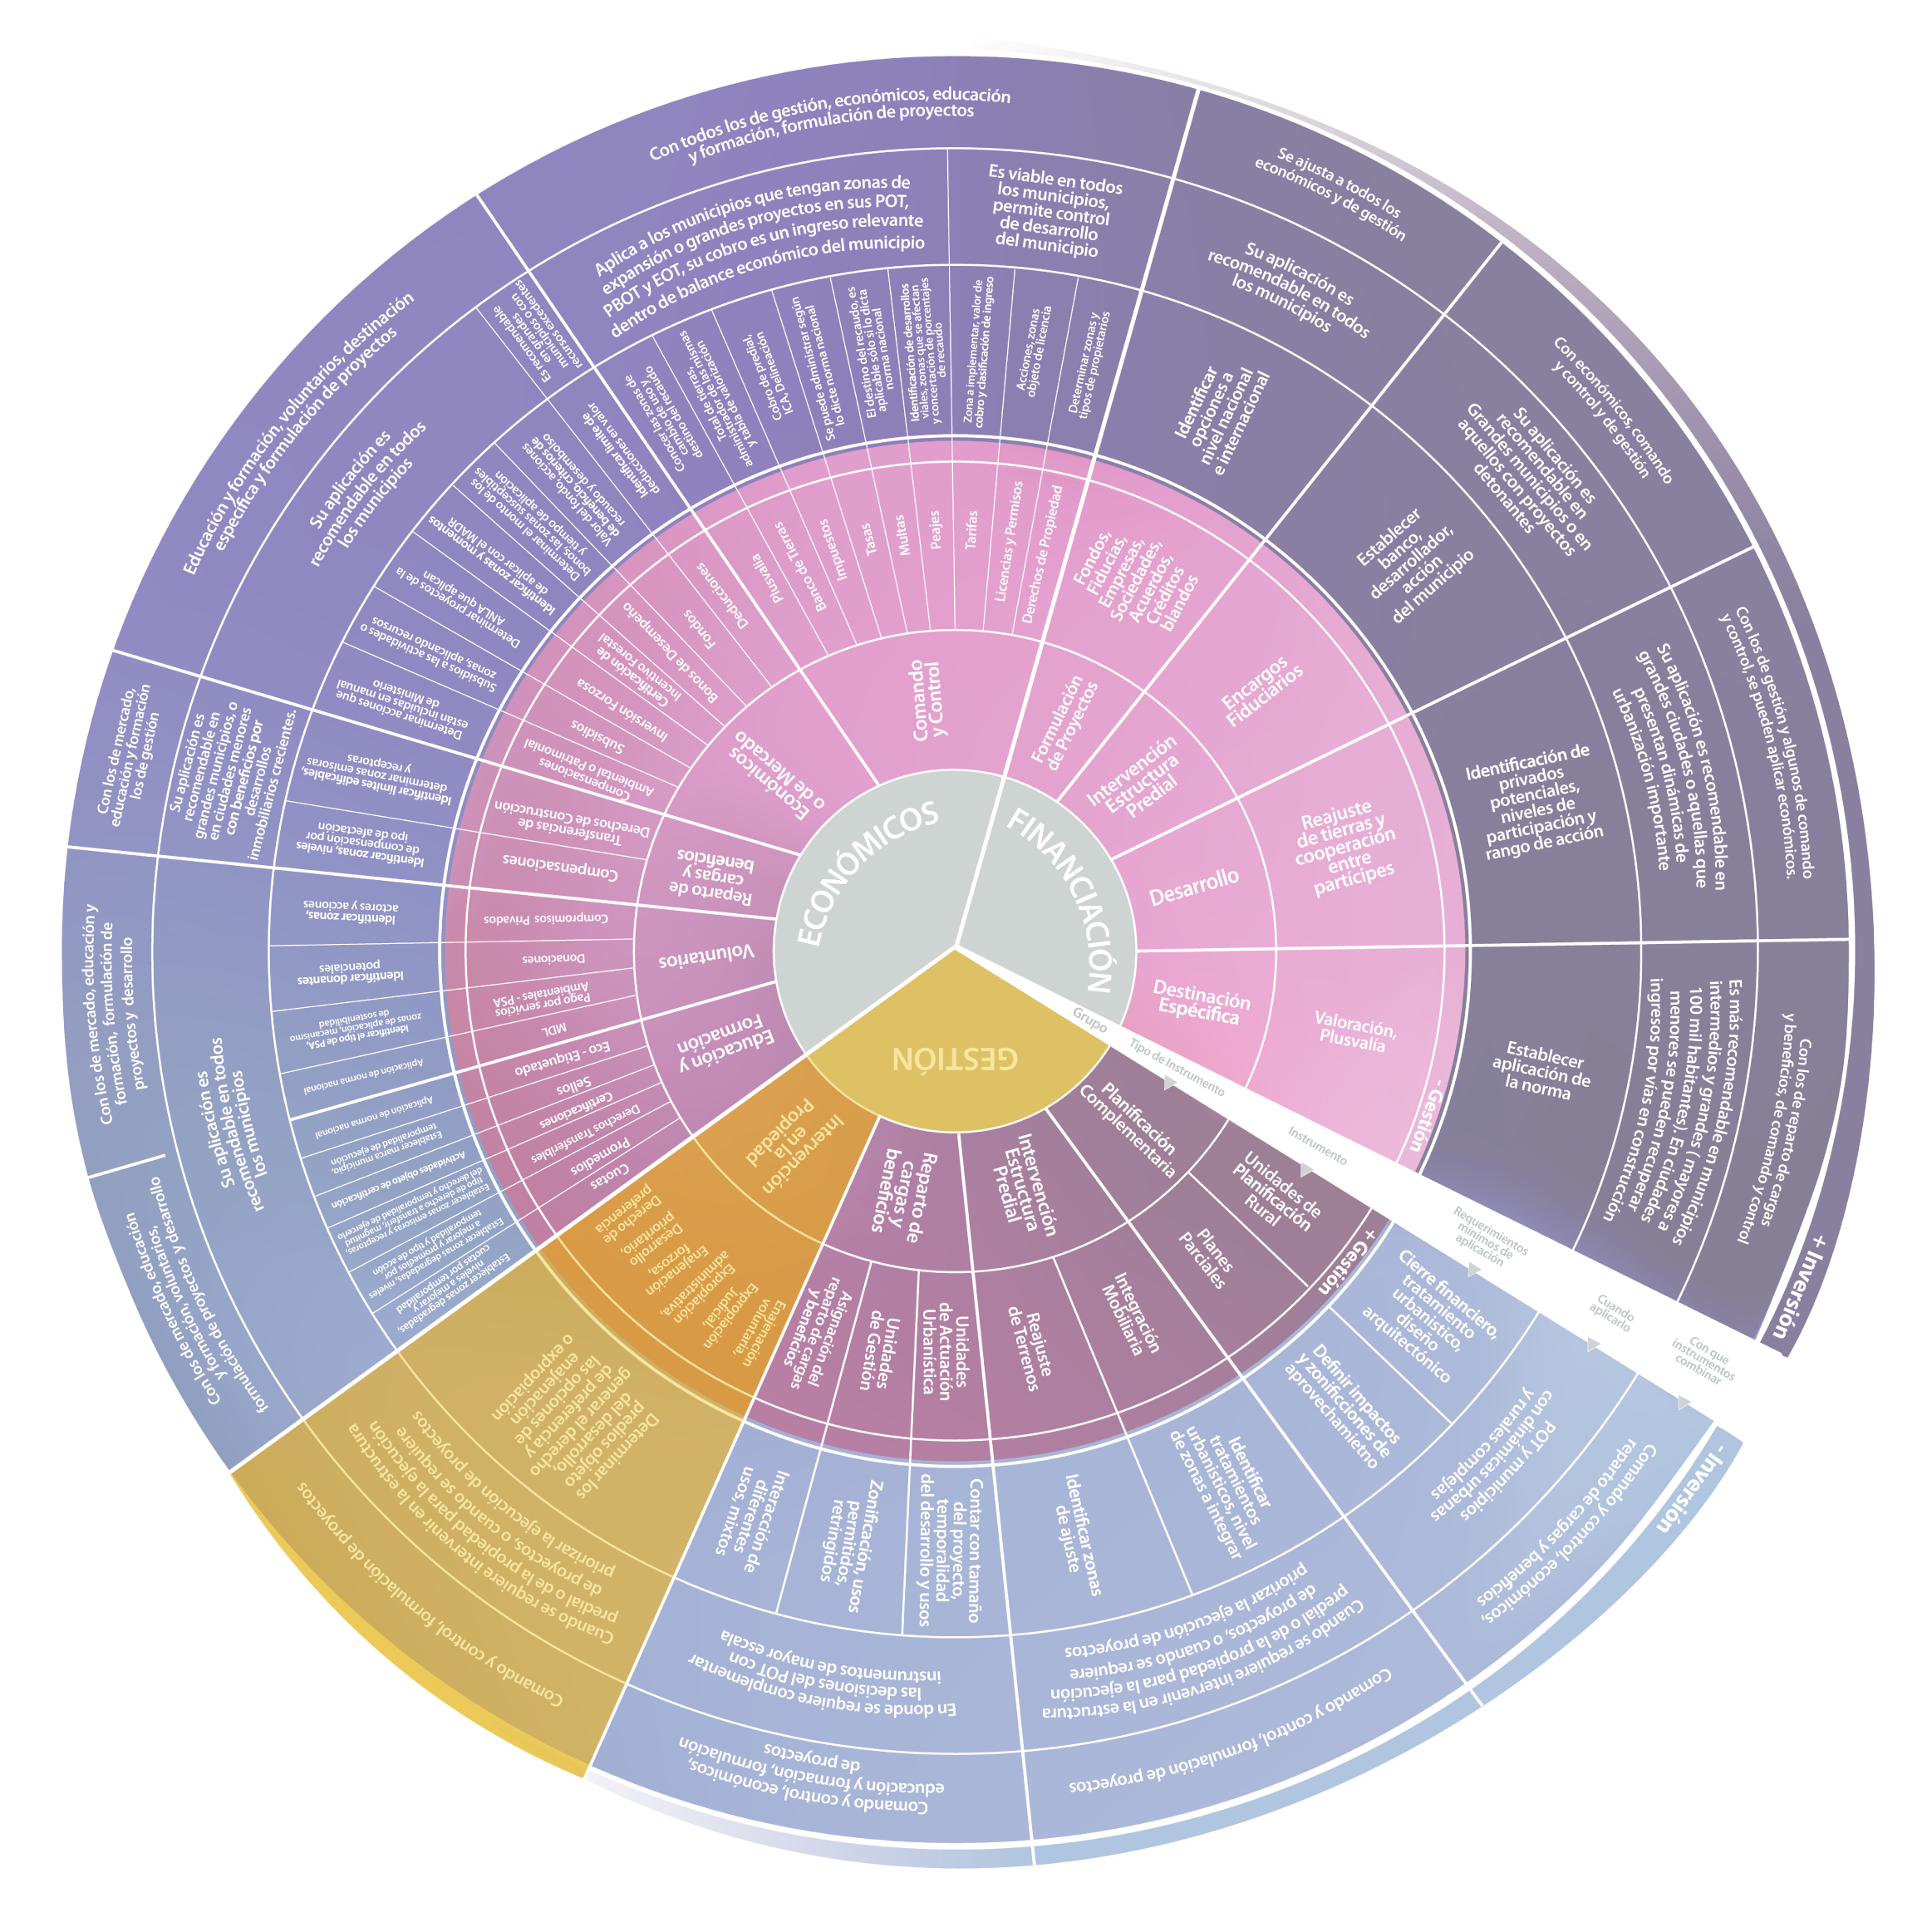 ECONÓMICOS
FINANCIACIÓN
GESTIÓN
Grupo
Tipo de Instrumento
Instrumento
Requerimientos
mínimos de
aplicación
Cuando
aplicarlo
Con que
instrumentos
combinar
- Gestión
+ Gestión
+ Inversión
- Inversión
Formulación
de Proyectos
Fondos,
Fiducias,
Empresas,
Sociedades,
Acuerdos,
Créditos
blandos
Identificar
opciones a
nivel nacional
e internacional
Su aplicación es
recomendable en todos
los municipios
Se ajusta a todos los
económicos y de gestión
Intervención
Estructura
Predial
Encargos
Fiduciarios
Establecer
banco,
desarrollador,
acción
del municipio
Su aplicación es
recomendable en
Grandes municipios o en
aquellos con proyectos
detonantes
Con económicos, comando
y control y de gestión
Desarrollo
Reajuste
de tierras y
cooperación
entre
partícipes
Identificación de
privados
potenciales,
niveles de
participación y
rango de acción
Su aplicación es recomendable en
grandes ciudades o aquellas que
presentan dinámicas de
urbanización importante
Con los de gestión y algunos de comando
y control, se pueden aplicar económicos.
Destinación
Espécífica
Valoración,
Plusvalía
Establecer
aplicación de
la norma
Es más recomendable en municipios
intermedios y grandes ( mayores a
100 mil habitantes). En ciudades
menores se pueden recuperar
ingresos por vías en construcción
Con los de reparto de cargas
y beneficios, de comando y control
Planificación
Complementaria
Unidades de
Planificación
Rural
Planes
Parciales
Cierre financiero,
tratamiento
urbanístico,
diseño
arquitectónico
Definir impactos
y zonificciones de
aprovechamietno
POT y municipios
con dinámicas urbanas
y rurales complejas
Comando y control, económicos,
reparto de cargas y beneficios
Intervención
Estructura
Predial
Integración
Mobiliaria
Reajuste
de Terrenos
Identificar
tratamientos
urbanísticos, nivel
de zonas a integrar
Identificar zonas
de ajuste
Cuando se requiere intervenir en la estructura
predial o de la propiedad para la ejecución
de proyectos, o cuando se requiere
priorizar la ejecución de proyectos
Comando y control, formulación de proyectos
Reparto de
cargas y
beneficios
Unidades
de Actuación
Urbanística
Unidades
de Gestión
Asignación del
reparto de cargas
y beneficios
Contar con tamaño
del proyecto,
temporalidad
del desarrollo y usos
Zonificación, usos
permitidos,
retringidos
Interacción de
diferentes
usos, mixtos
En donde se requiere complementar
las decisiones del POT con
instrumentos de mayor escala
Comando y control, económicos,
educación y formación, formulación
de proyectos
Intervención
en la
Propiedad
Enajenación
voluntaria,
Expropiación
Judicial,
Expropiación
administrativa,
Enajenación
forzosa,
Desarrollo
prioritario,
Derecho de
preferencia
Determinar los
predios objeto
del desarrollo,
generar el derecho
de preferencia y
las opciones de
enajenación
o expropiación
Cuando se requiere intervenir en la estructura
predial o de la propiedad para la ejecución
de proyectos, o cuando se requiere
priorizar la ejecución de proyectos
Comando y control, formulación de proyectos
Educación y
Formación
Cuotas
Promedios
Derechos Transferibles
Certificaciones
Sellos
Eco - Etiquetado
MDL
Establecer zonas degradas,
niveles a mejorar y
cuotas por temporalidad
Establecer zonas degradadas, niveles
a mejorar y promedios por
temporalidad y tipo de acción
Establecer zonas emisoras y receptoras,
tipo de derecho a transferir, magnitud
del derecho y temporalidad de ejercerlo
Actividades objeto de certificación
Establecer marca municipio,
temporalidad de ejecución
Aplicación de norma nacional
Aplicación de norma nacional
Su aplicación es
recomendable en todos
los municipios
Con los de mercado, educación
y formación, voluntarios,
formulación de proyectos y desarrollo
Voluntarios
Pago por servicios
Ambientales - PSA
Donaciones
Compromisos Privados
Identificar el tipo de PSA,
zonas de aplicación, mecanismo
de sostenibilidad
Identificar donantes
potenciales
Identificar zonas,
actores y acciones
Con los de mercado, educación y
formación, formulación de
proyectos y desarrollo
Reparto de
cargas y
beneficios
Compensaciones
Transferencias de
Derechos de Construcción
Identificar zonas, niveles
de compensación por
ipo de afectación
Identificar límites edificables,
determinar zonas emisoras
y receptoras
Su aplicación es
recomendable en
grandes municipios, o
en ciudades menores
con beneficios por
desarrollos
inmobiliarios crecientes.
Con los de mercado,
educación y formación
los de gestión
Económicos
o de Mercado
Compensaciones
Ambiental o Patrimonial
Subsidios
Inversión Forzosa
Certificación de
Incentivo Forestal
Bonos de Desempeño
Fondos
Deducciones
Determinar acciones que
están incluidas en manual
de Ministerio
Subsidios a las actividades o
zonas, aplicando recurso
Determinar proyectos de la
ANLA que aplican
Identificar zonas y momentos
de aplicar con el MADR
Determinar el monto de los
bonos, las zonas susceptibles
y tiempo de aplicación
Valor del fondo, acciones
de beneficio, criterios de
recaudo y desembolso
Identificar límite de
deducciones en valor
Su aplicación es
recomendable en todos
los municipios
Es recomendable
en grandes
municipios o con
recursos excedentes
Educación y formación, voluntarios, destinación
específica y formulación de proyectos
Comando
y Control
Plusvalía
Banco de Tierras
Impuestos
Tasas
Multas
Peajes
Tarifas
Licencias y Permisos
Derechos de Propiedad
Conocer las zonas de
cambio de uso y
destino del recaudo
Total de tierras,
administrador de las mismas
y tabla de valorización
Cobro de predial,
ICA, Delineación
Se puede administrar según
lo dicte norma nacional
El destino del recaudo, es
aplicable sólo si lo dicta
norma nacional
Identificación de desarrollos
viales, zonas que se afectan
y concertación de porcentajes
de recaudo
Zona a implementar, valor de
cobro y clasificación de ingreso
Acciones, zonas
objeto de licencia
Determinar zonas y
tipos de propietarios
Aplica a los municipios que tengan zonas de
expansión o grandes proyectos en sus POT,
PBOT y EOT, su cobro es un ingreso relevante
dentro de balance económico del municipio
Es viable en todos
los municipios,
permite control
de desarrollo
del municipio
Con todos los de gestión, económicos, educación
y formación, formulación de proyectos